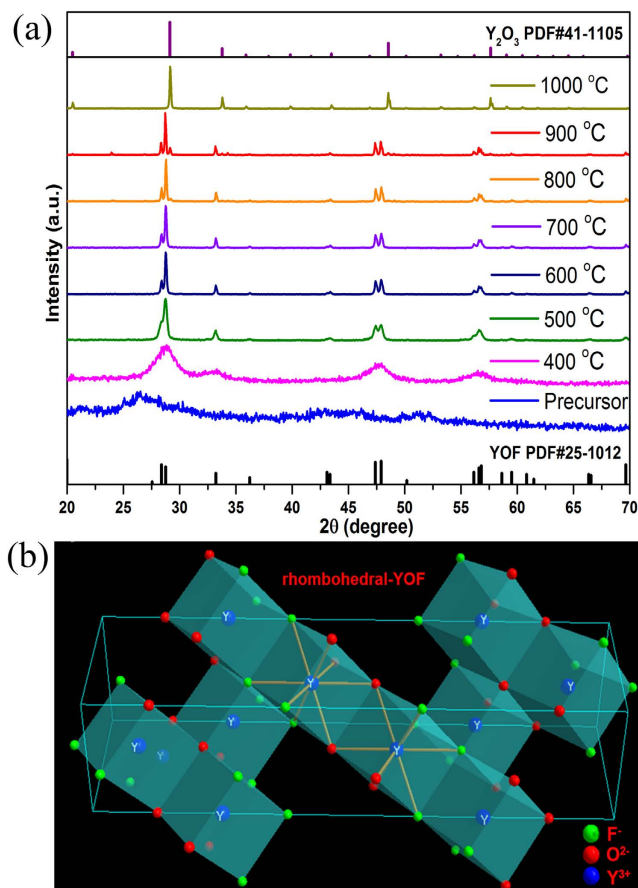 (a)
Y₂O₃ PDF#41-1105
1000 °C
900 °C
800 °C
700 °C
600 °C
500 °C
400 °C
Precursor
YOF PDF#25-1012
Intensity (a.u.)
20 25 30 35 40 45 50 55 60 65 70
2θ (degree)
(b)
rhombohedral-YOF
Y
Y
Y
Y
Y
Y
Y
Y
Y
Y
Y
F⁻
O²⁻
Y³⁺